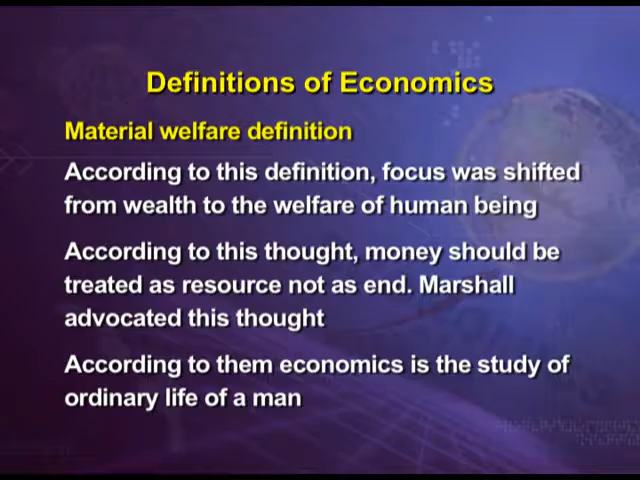 Definitions of Economics
Material welfare definition
According to this definition, focus was shifted
from wealth to the welfare of human being
According to this thought, money should be
treated as resource not as end. Marshall
advocated this thought
According to them economics is the study of
ordinary life of a man